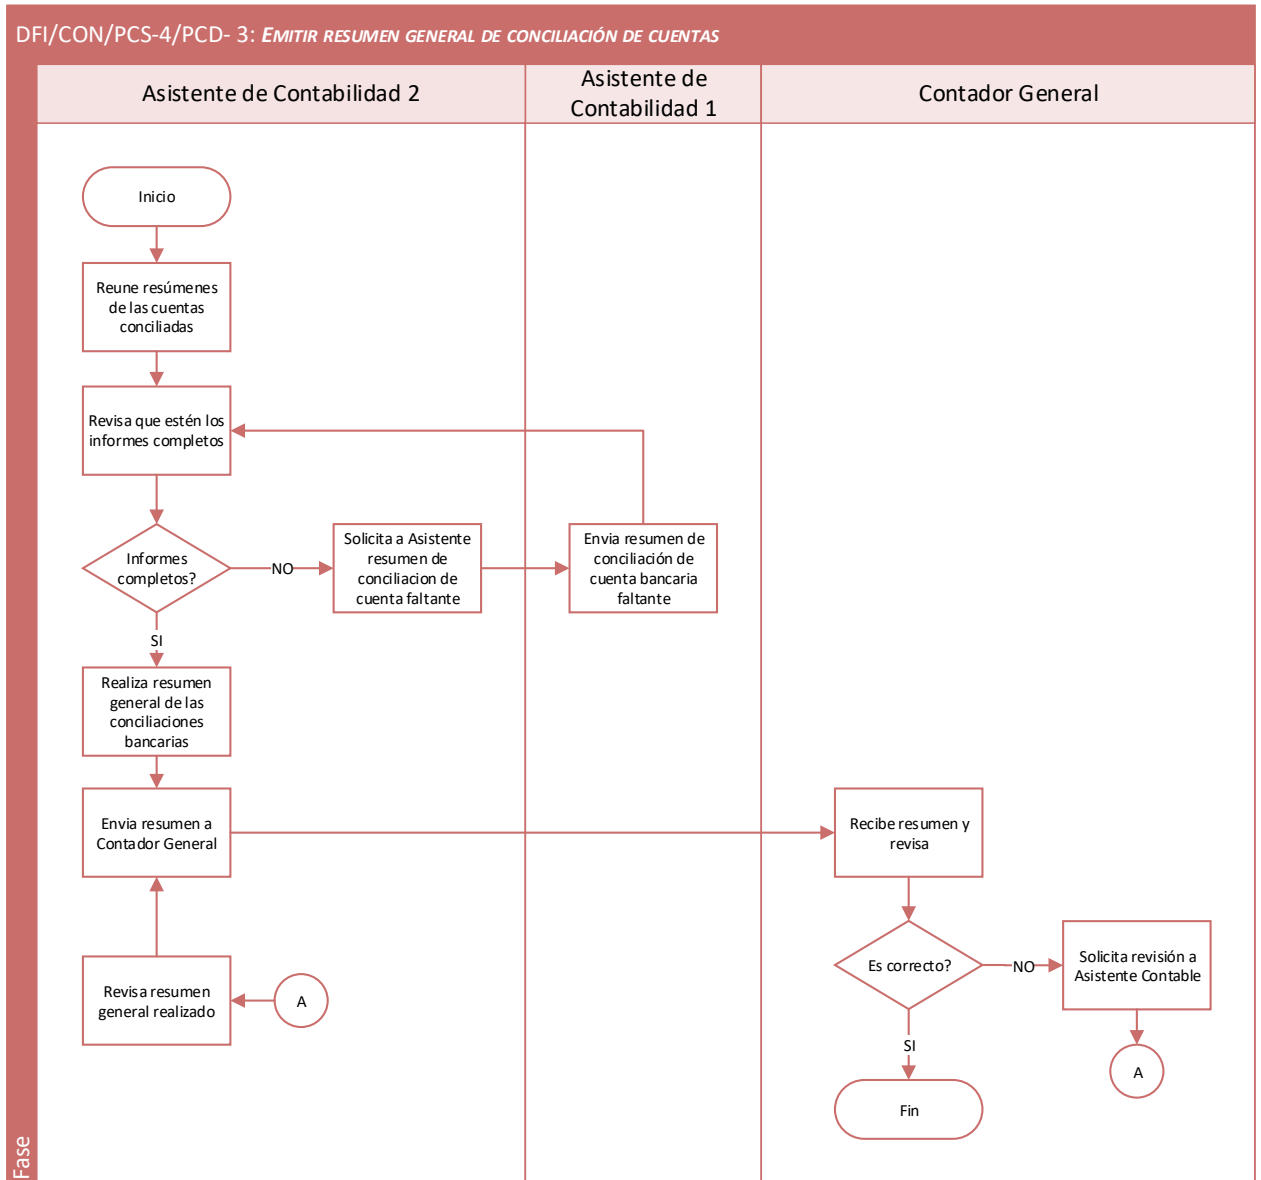 DFI/CON/PCS-4/PCD- 3: EMITIR RESUMEN GENERAL DE CONCILIACIÓN DE CUENTAS
Asistente de Contabilidad 2
Asistente de
Contabilidad 1
Contador General
Inicio
Reune resúmenes
de las cuentas
conciliadas
Revisa que estén los
informes completos
Informes
completos?
NO
Solicita a Asistente
resumen de
conciliacion de
cuenta faltante
Envia resumen de
conciliación de
cuenta bancaria
faltante
SI
Realiza resumen
general de las
conciliaciones
bancarias
Envia resumen a
Contador General
Recibe resumen y
revisa
Es correcto?
NO
Solicita revisión a
Asistente Contable
Revisa resumen
general realizado
A
SI
A
Fin
Fase